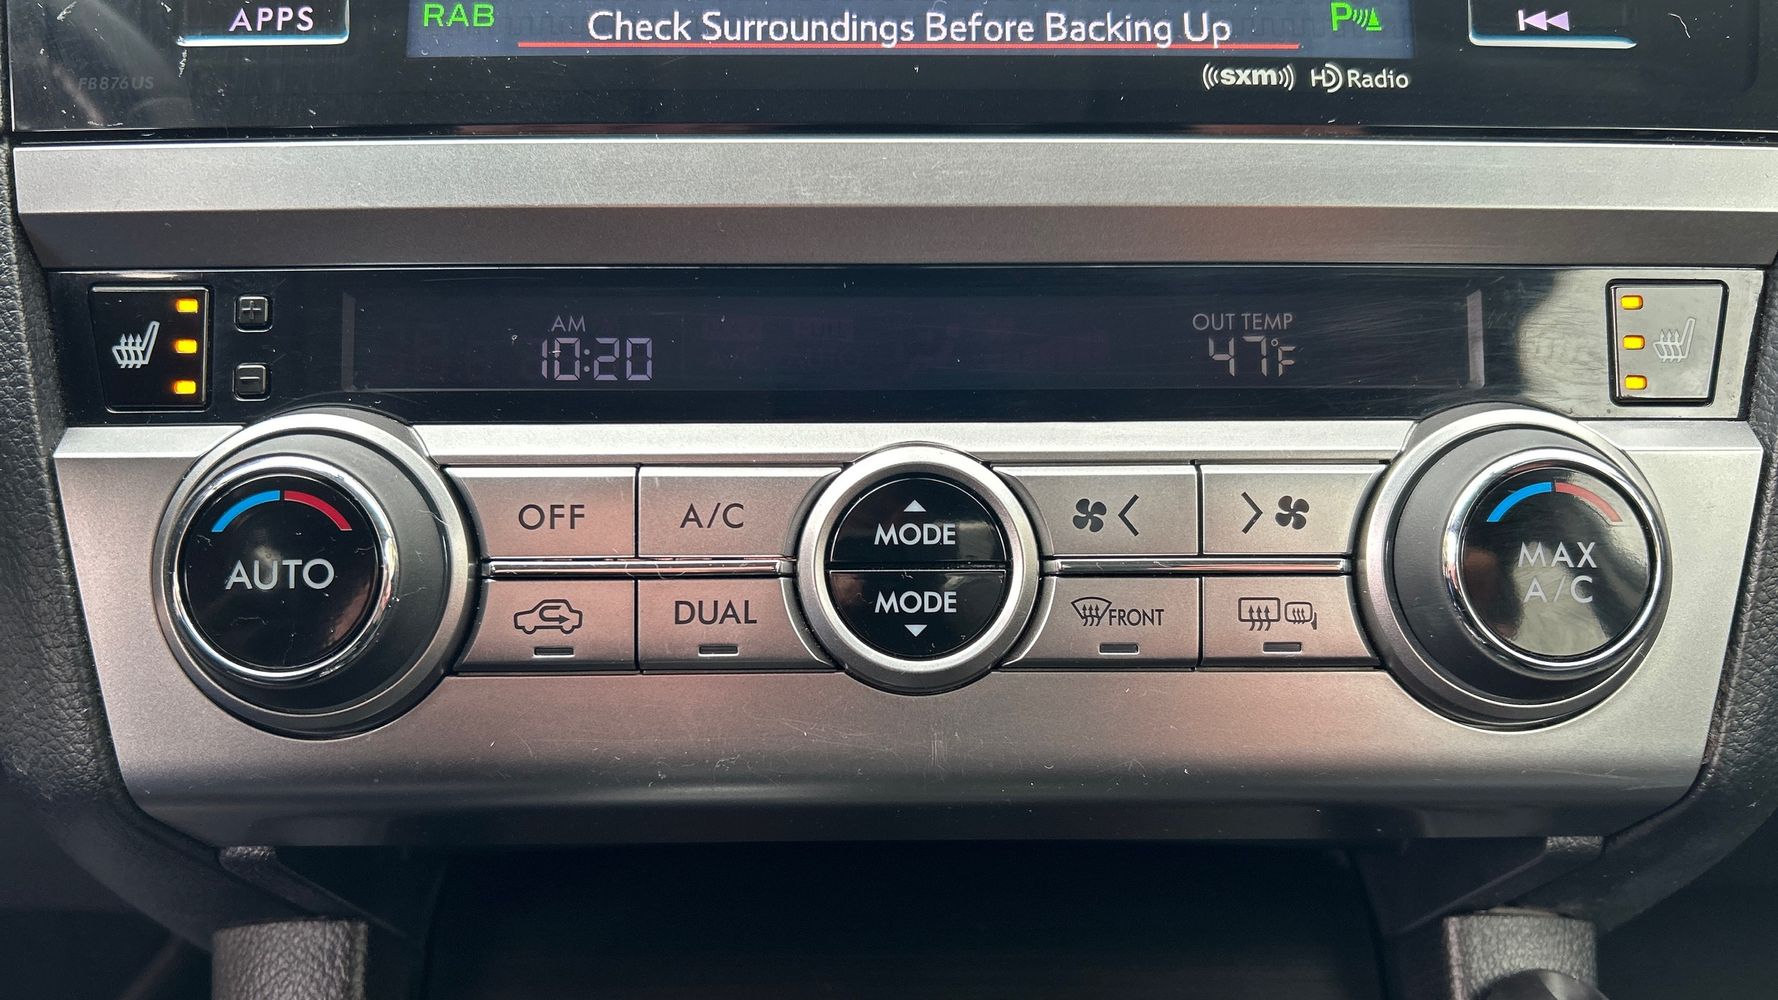 APPS
RAB
Check Surroundings Before Backing Up
P
((sxm)) HD Radio
FB876US
AM
10:20
OUT TEMP
47°F
AUTO
OFF
A/C
MODE
MODE
DUAL
FRONT
MAX
A/C